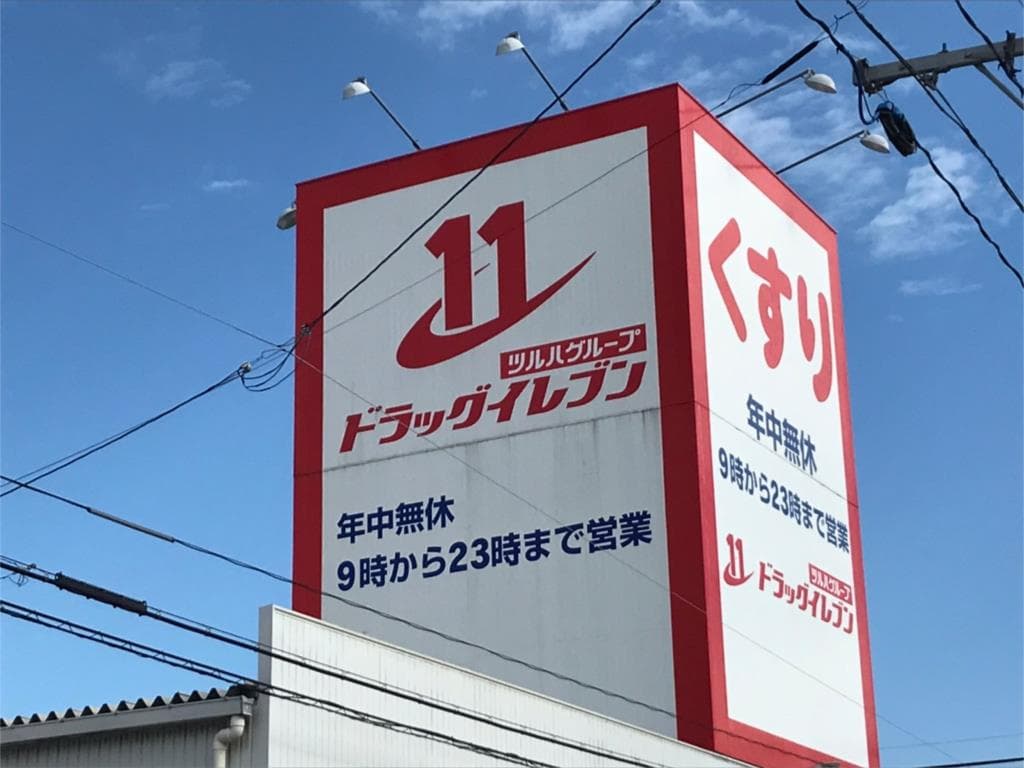 11
ツルハグループ
ドラッグイレブン
年中無休
9時から23時まで営業
くすり
年中無休
9時から23時まで営業
11
ツルハグループ
ドラッグイレブン